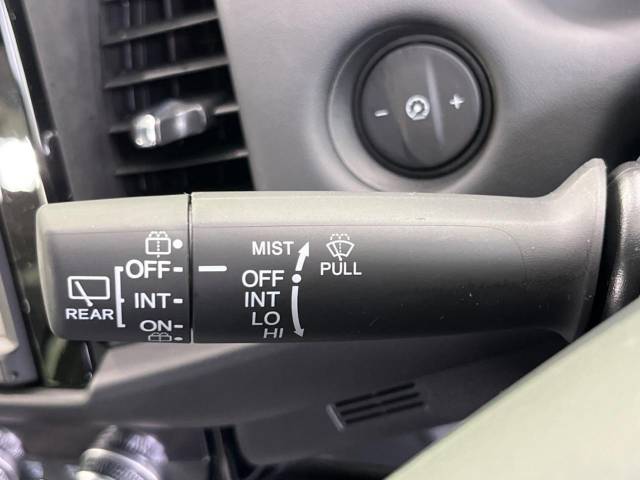 - +
MIST
PULL
OFF
INT
LO
HI
OFF
INT
ON
REAR